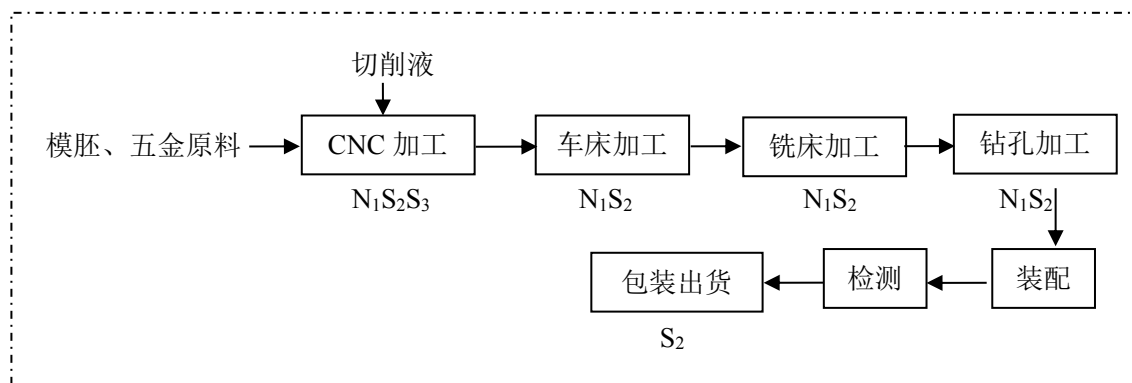 切削液
模胚、五金原料
CNC 加工
车床加工
铣床加工
钻孔加工
N₁S₂S₃
N₁S₂
N₁S₂
N₁S₂
包装出货
检测
装配
S₂